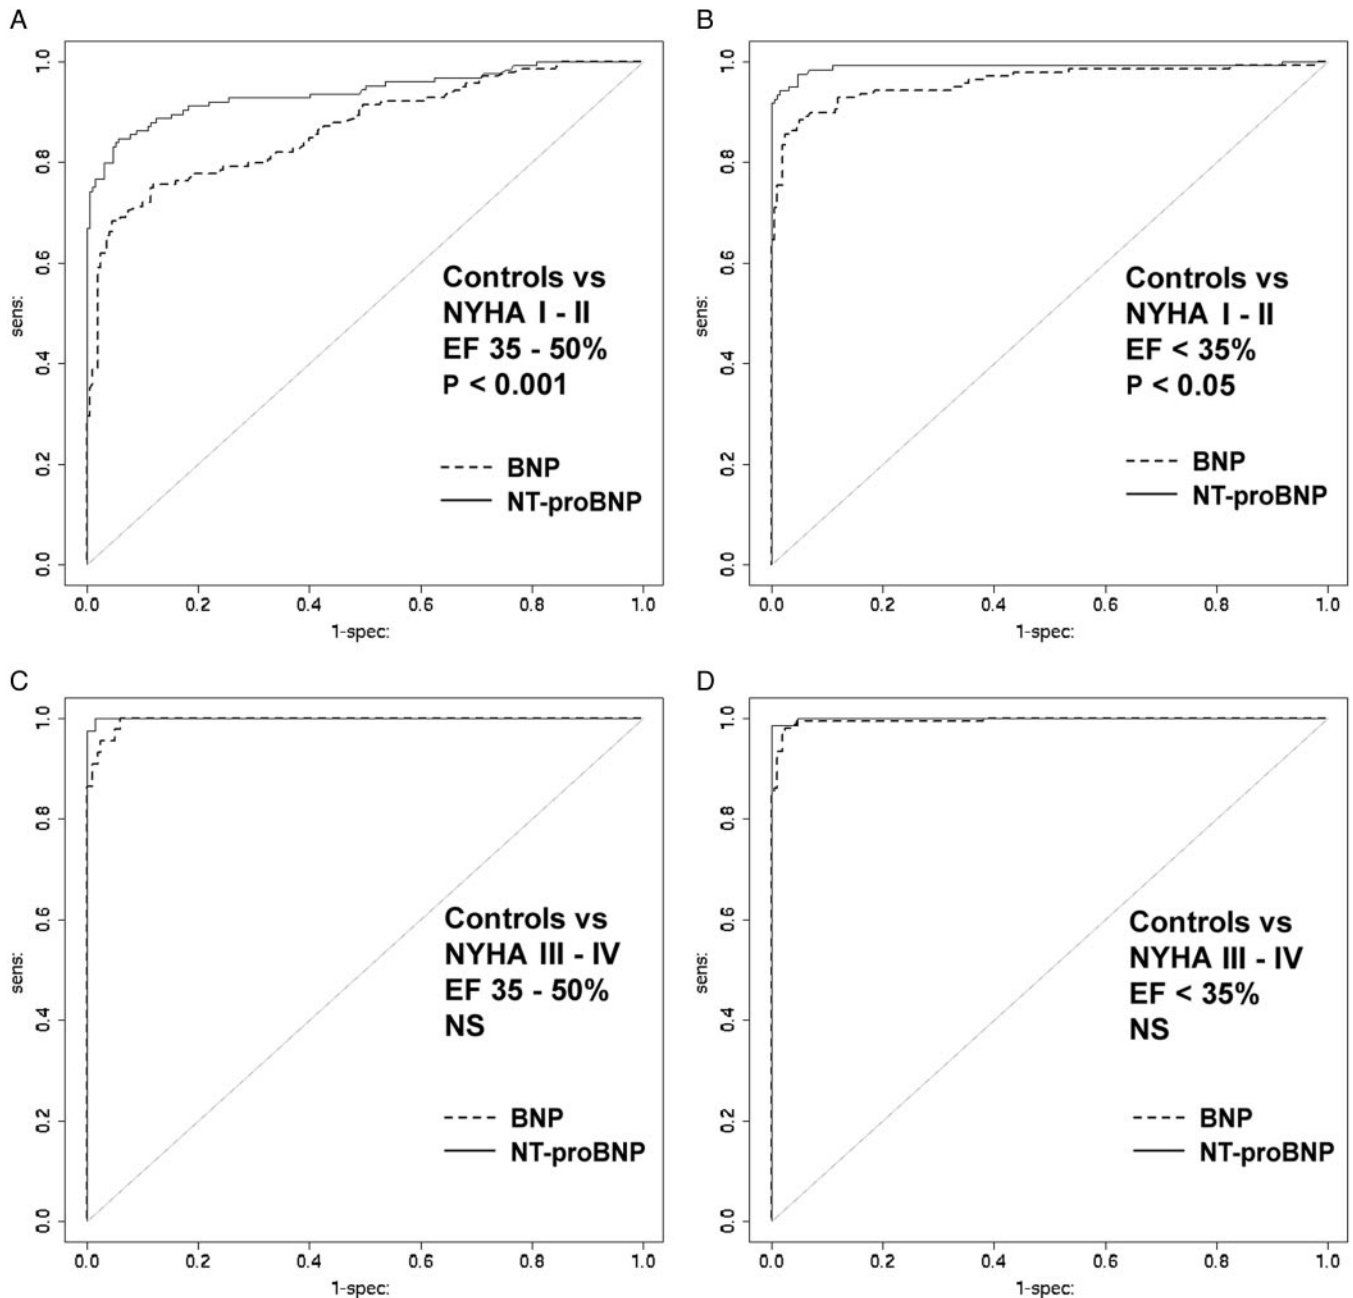 A
1.0
0.8
0.6
0.4
0.2
0.0
sens:
Controls vs
NYHA I - II
EF 35 - 50%
P < 0.001
BNP
NT-proBNP
0.0 0.2 0.4 0.6 0.8 1.0
1-spec:
B
1.0
0.8
0.6
0.4
0.2
0.0
sens:
Controls vs
NYHA I - II
EF < 35%
P < 0.05
BNP
NT-proBNP
0.0 0.2 0.4 0.6 0.8 1.0
1-spec:
C
1.0
0.8
0.6
0.4
0.2
0.0
sens:
Controls vs
NYHA III - IV
EF 35 - 50%
NS
BNP
NT-proBNP
0.0 0.2 0.4 0.6 0.8 1.0
1-spec:
D
1.0
0.8
0.6
0.4
0.2
0.0
sens:
Controls vs
NYHA III - IV
EF < 35%
NS
BNP
NT-proBNP
0.0 0.2 0.4 0.6 0.8 1.0
1-spec: